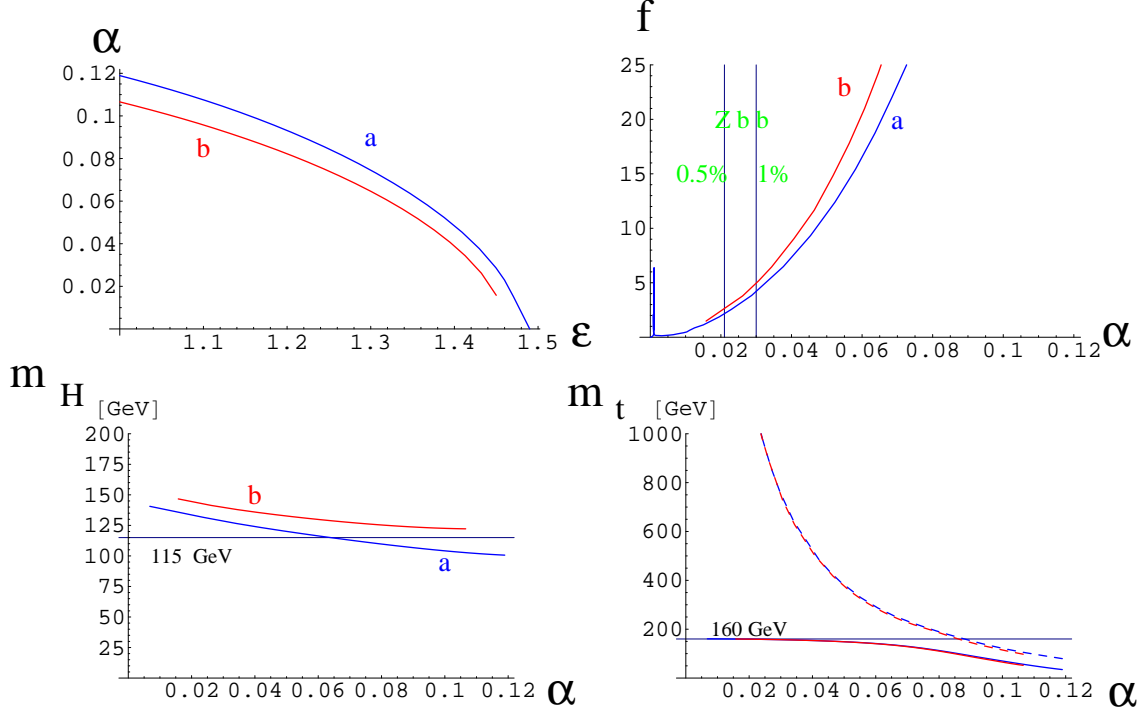 α
0.12
0.1
0.08
0.06
0.04
0.02
a
b
1.1 1.2 1.3 1.4 1.5
ε
f
25
20
15
10
5
b
a
Z b b
0.5% 1%
0.02 0.04 0.06 0.08 0.1 0.12
α
m H [GeV]
200
175
150
125
100
75
50
25
b
115 GeV
a
0.02 0.04 0.06 0.08 0.1 0.12
α
m t [GeV]
1000
800
600
400
200
160 GeV
0.02 0.04 0.06 0.08 0.1 0.12
α